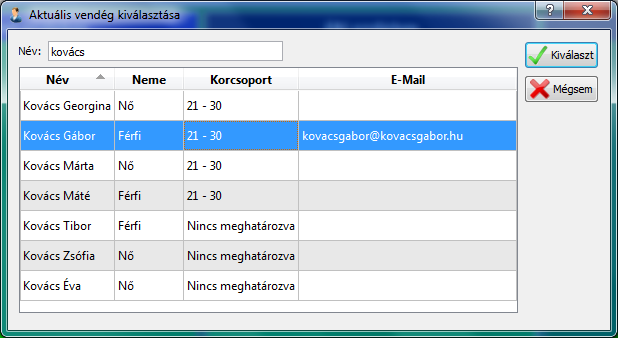 Aktuális vendég kiválasztása
Név: kovács
Kiválaszt
Mégsem
Név Neme Korcsoport E-Mail
Kovács Georgina Nő 21 - 30
Kovács Gábor Férfi 21 - 30 kovacsgabor@kovacsgabor.hu
Kovács Márta Nő 21 - 30
Kovács Máté Férfi 21 - 30
Kovács Tibor Férfi Nincs meghatározva
Kovács Zsófia Nő Nincs meghatározva
Kovács Éva Nő Nincs meghatározva